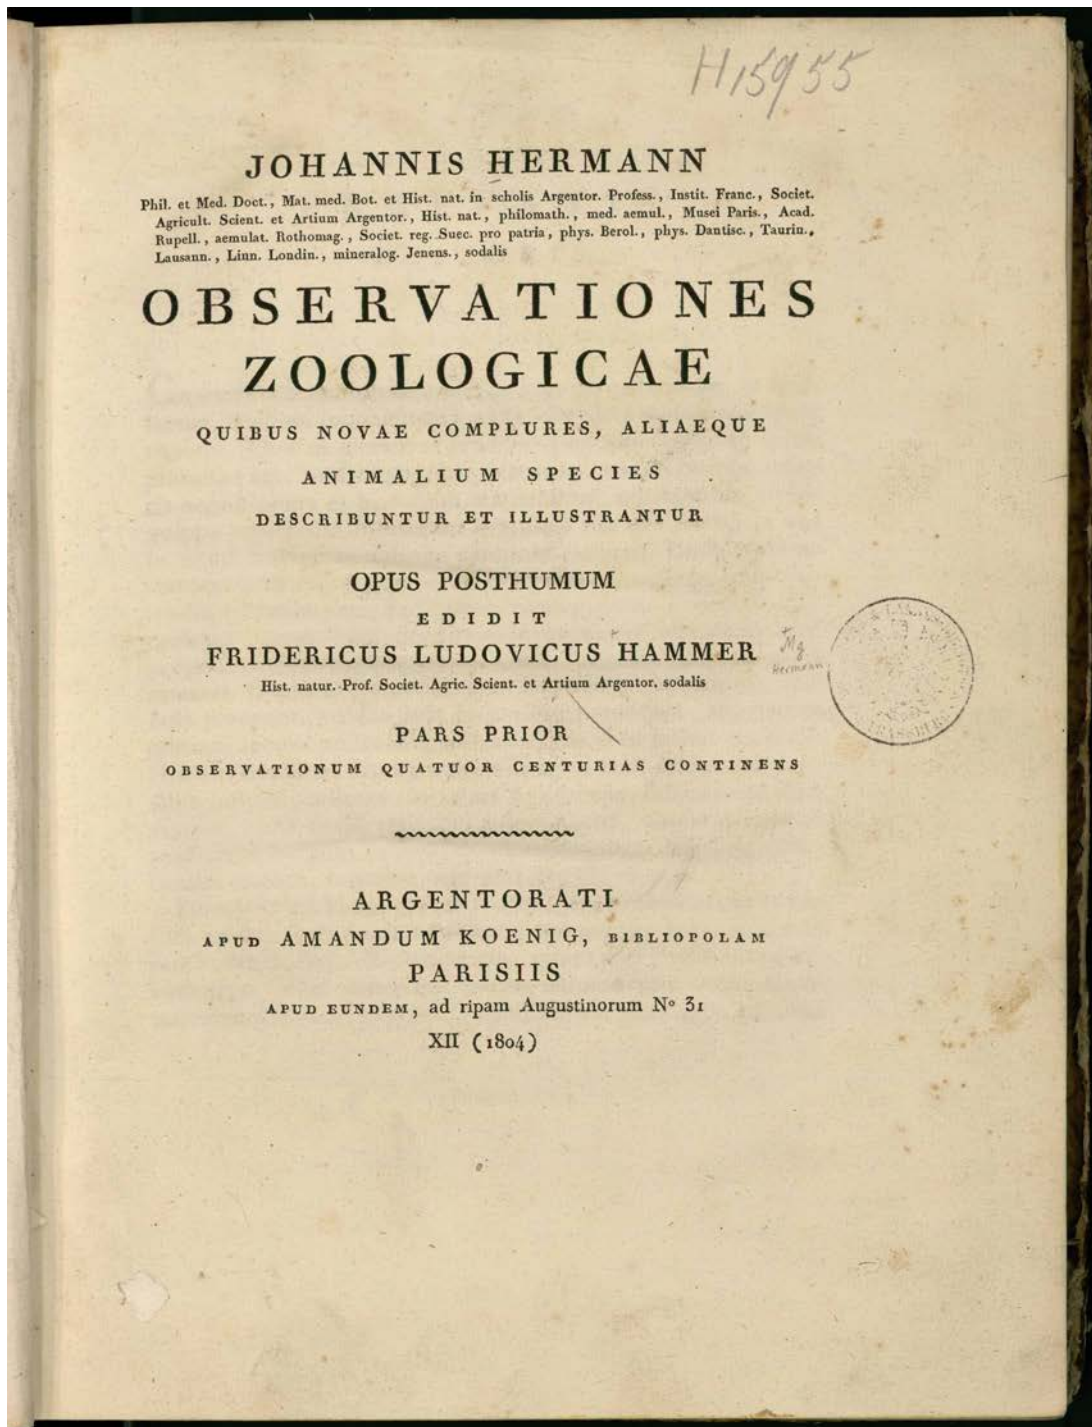 H15955
JOHANNIS HERMANN
Phil. et Med. Doct., Mat. med. Bot. et Hist. nat. in scholis Argentor. Profess., Instit. Franc., Societ.
Agricult. Scient. et Artium Argentor., Hist. nat., philomath., med. aemul., Musei Paris., Acad.
Rupell., aemulat. Rothomag., Societ. reg. Suec. pro patria, phys. Berol., phys. Dantisc., Taurin.,
Lausann., Linn. Londin., mineralog. Jenens., sodalis
OBSERVATIONES
ZOOLOGICAE
QUIBUS NOVAE COMPLURES, ALIAEQUE
ANIMALIUM SPECIES
DESCRIBUNTUR ET ILLUSTRANTUR
OPUS POSTHUMUM
EDIDIT
FRIDERICUS LUDOVICUS HAMMER
Hist. natur. Prof. Societ. Agric. Scient. et Artium Argentor. sodalis
Hermann
PARS PRIOR
OBSERVATIONUM QUATUOR CENTURIAS CONTINENS
ARGENTORATI
APUD AMANDUM KOENIG, BIBLIOPOLAM
PARISIIS
APUD EUNDEM, ad ripam Augustinorum Nº 31
XII (1804)